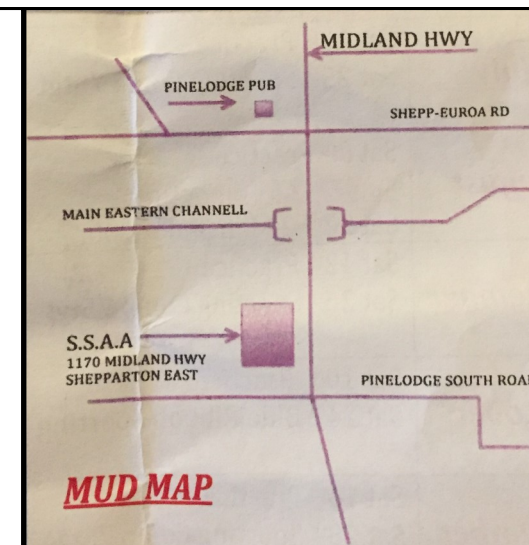 MIDLAND HWY
PINELODGE PUB
SHEPP-EUROA RD
MAIN EASTERN CHANNELL
S.S.A.A
1170 MIDLAND HWY
SHEPPARTON EAST
PINELODGE SOUTH ROA
MUD MAP